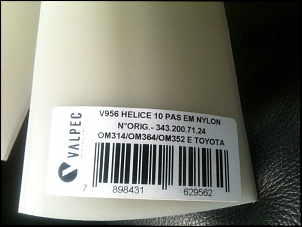 VALPEC
V956 HELICE 10 PAS EM NYLON
N°ORIG.- 343.200.71.24
OM314/OM364/OM352 E TOYOTA
7 898431 629562